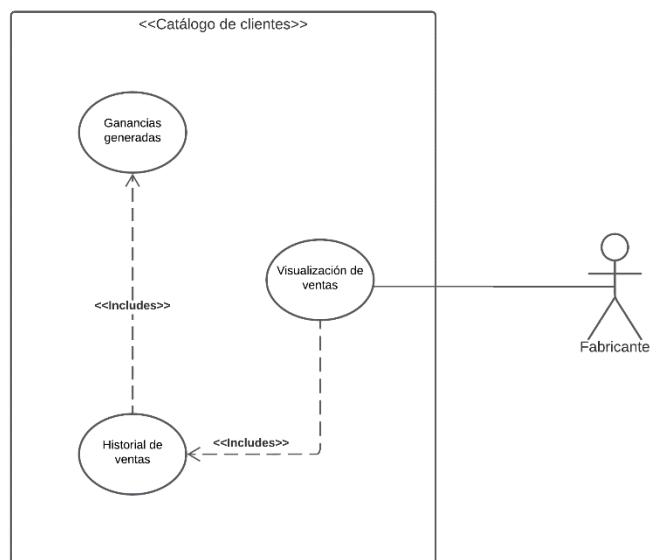 <<Catálogo de clientes>>
Ganancias
generadas
Visualización de
ventas
Fabricante
<<Includes>>
Historial de
ventas
<<Includes>>